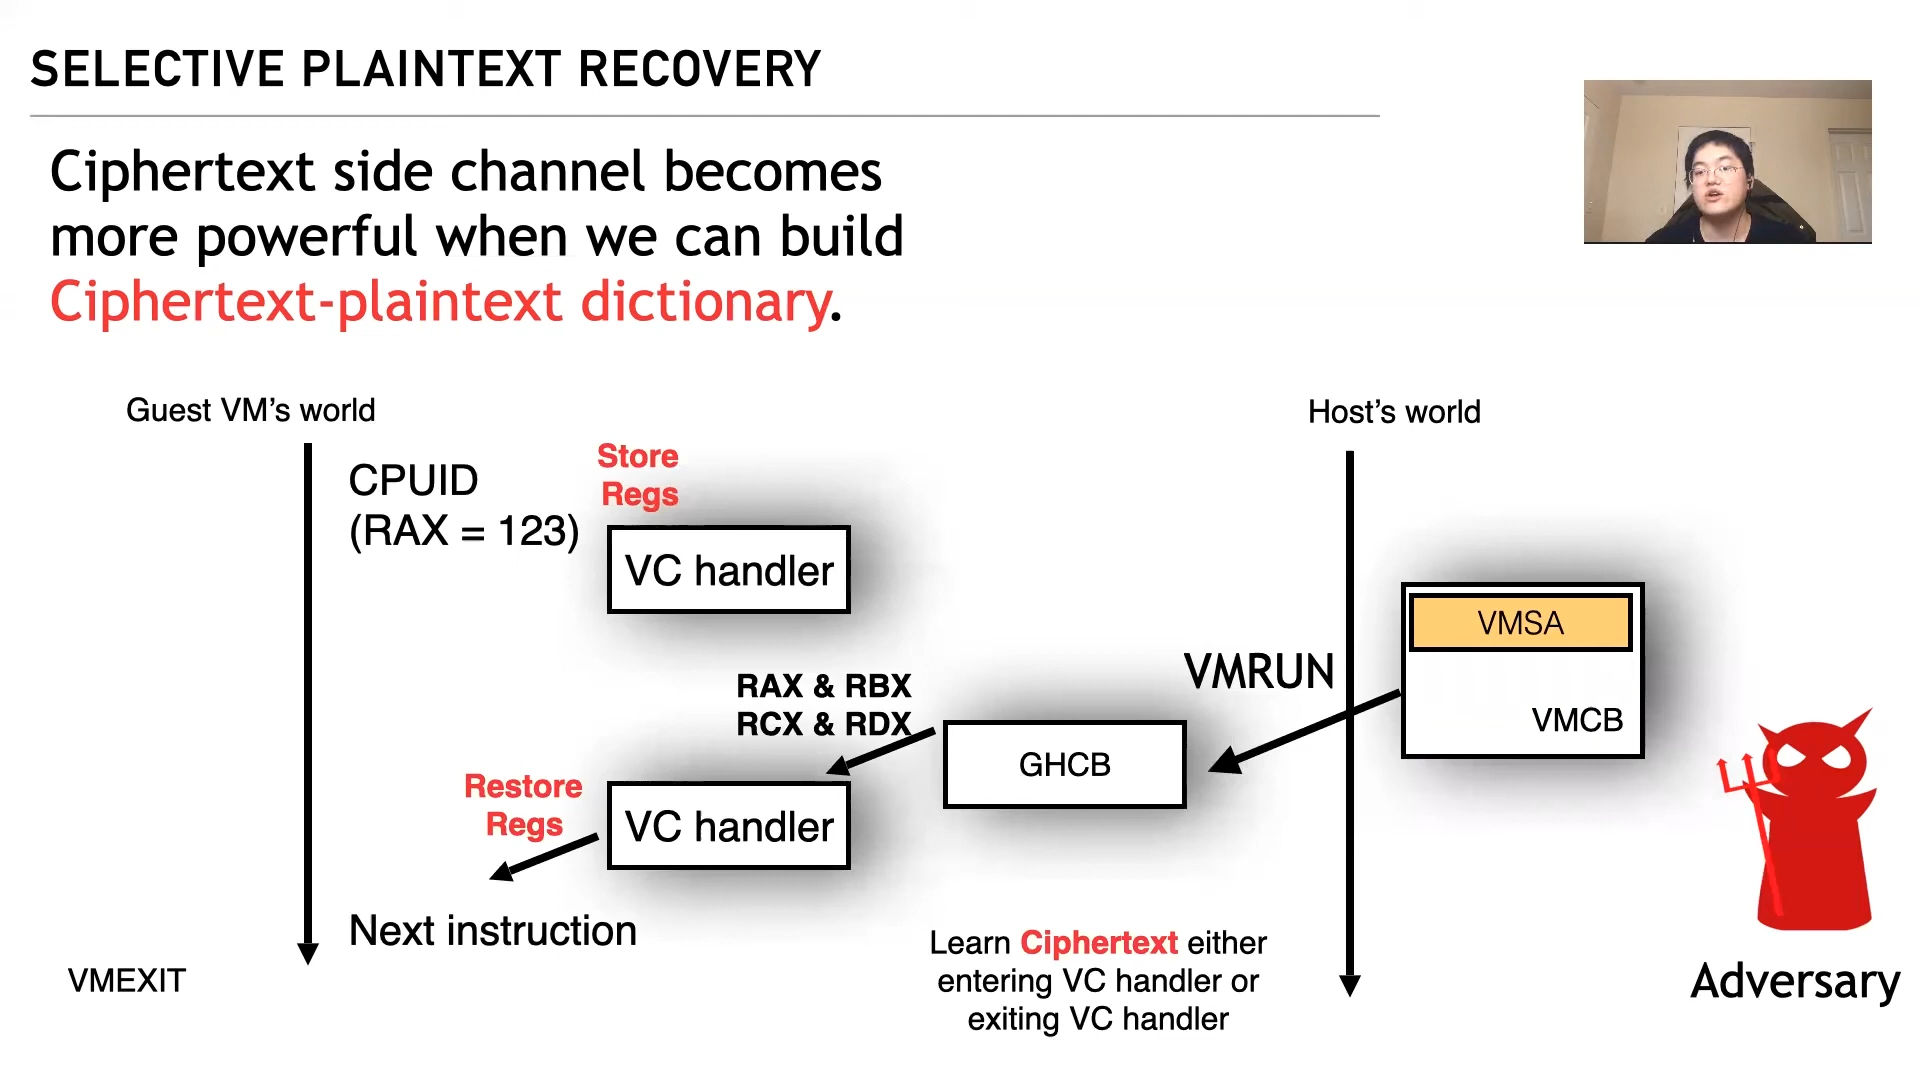 SELECTIVE PLAINTEXT RECOVERY
Ciphertext side channel becomes
more powerful when we can build
Ciphertext-plaintext dictionary.
Guest VM’s world
Host’s world
CPUID
(RAX = 123)
Store
Regs
VC handler
VMSA
VMCB
VMRUN
RAX & RBX
RCX & RDX
GHCB
Restore
Regs
VC handler
Next instruction
VMEXIT
Learn Ciphertext either
entering VC handler or
exiting VC handler
Adversary